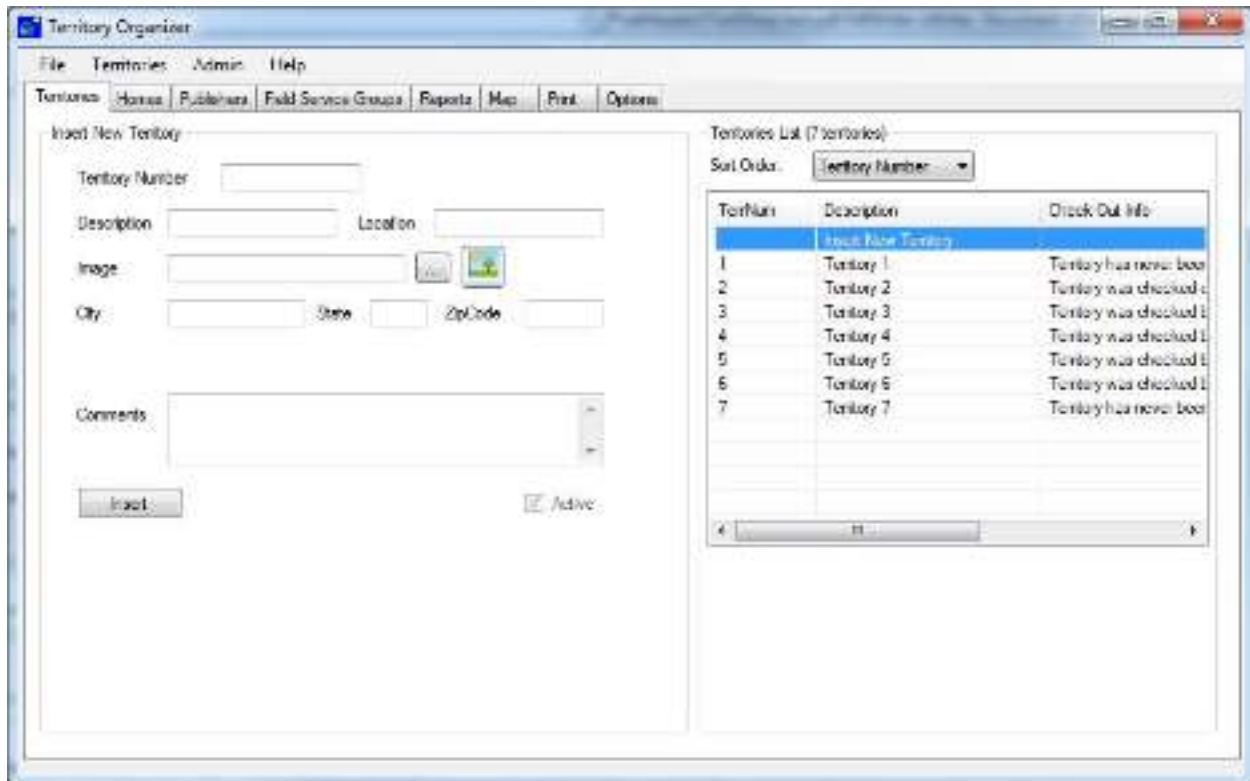 Territory Organizer
File Territories Admin Help
Territories Homes Publishers Field Service Groups Reports Map Print Options
Insert New Territory
Territory Number
Description Location
Image ...
City State ZipCode
Comments
Insert Active
Territories List (7 territories)
Sort Order: Territory Number
TerrNum Description Check Out Info
Insert New Territory
1 Territory 1 Territory has never been
2 Territory 2 Territory was checked
3 Territory 3 Territory was checked
4 Territory 4 Territory was checked
5 Territory 5 Territory was checked
6 Territory 6 Territory was checked
7 Territory 7 Territory has never been